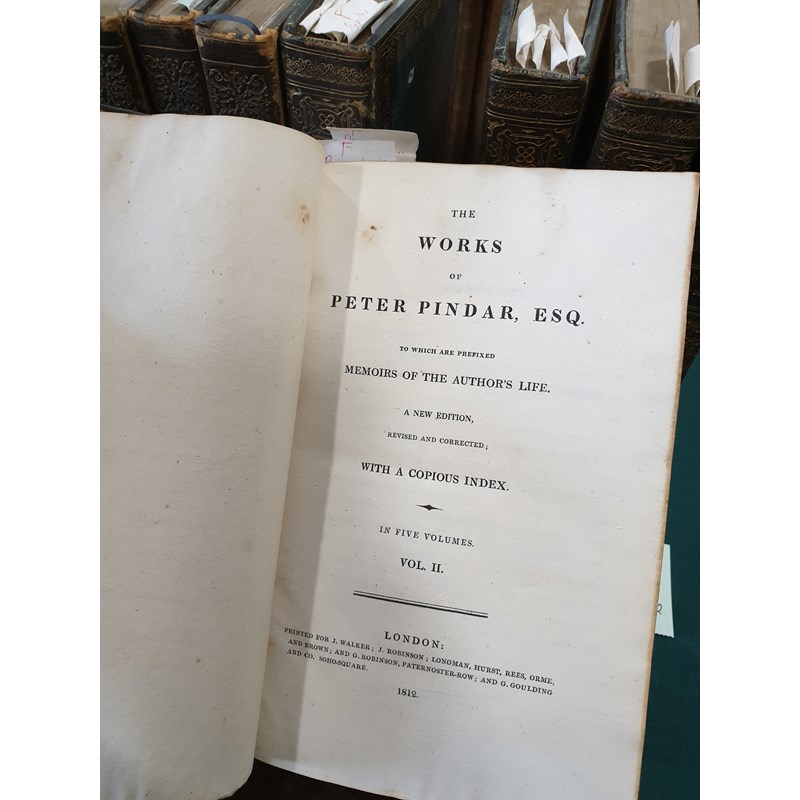 THE
WORKS
OF
PETER PINDAR, ESQ.
TO WHICH ARE PREFIXED
MEMOIRS OF THE AUTHOR'S LIFE.
A NEW EDITION,
REVISED AND CORRECTED;
WITH A COPIOUS INDEX.
IN FIVE VOLUMES.
VOL. II.
LONDON:
PRINTED FOR J. WALKER; J. ROBINSON; LONGMAN, HURST, REES, ORME,
AND BROWN; AND G. ROBINSON, PATERNOSTER-ROW; AND G. GOULDING
AND CO. SOHO-SQUARE.
1812.